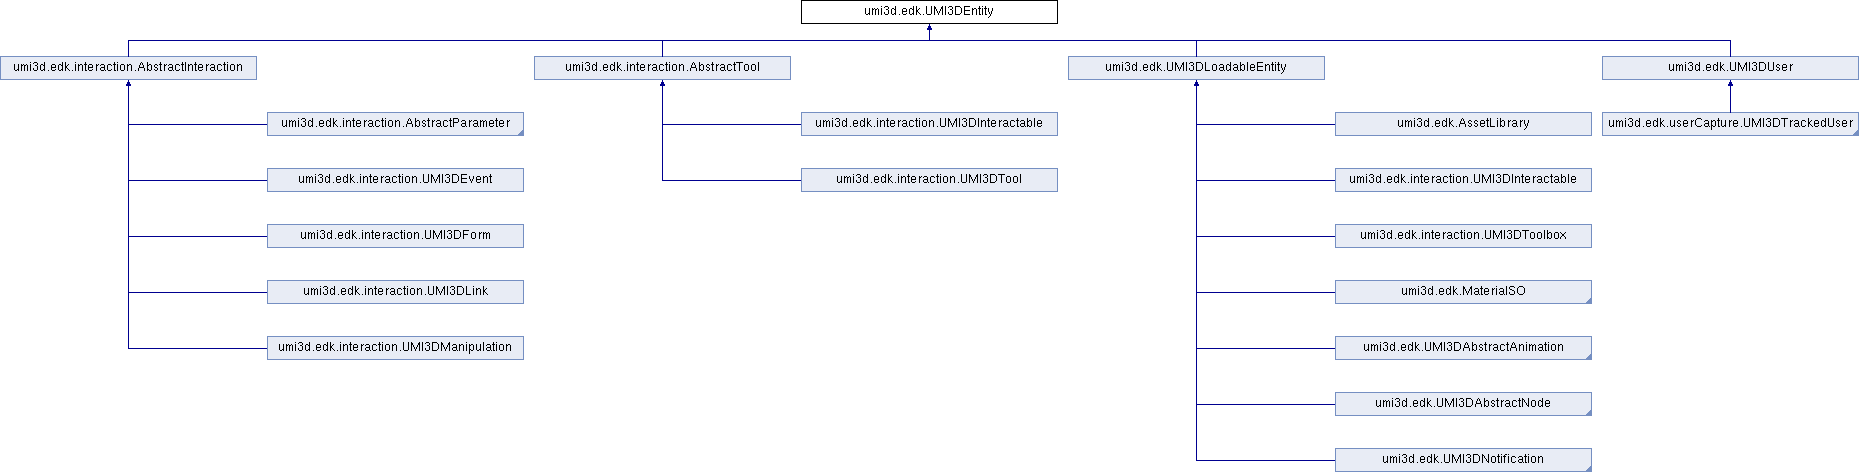 umi3d.edk.UMI3DEntity
umi3d.edk.interaction.AbstractInteraction
umi3d.edk.interaction.AbstractTool
umi3d.edk.UMI3DLoadableEntity
umi3d.edk.UMI3DUser
umi3d.edk.interaction.AbstractParameter
umi3d.edk.interaction.UMI3DInteractable
umi3d.edk.AssetLibrary
umi3d.edk.userCapture.UMI3DTrackedUser
umi3d.edk.interaction.UMI3DEvent
umi3d.edk.interaction.UMI3DTool
umi3d.edk.interaction.UMI3DInteractable
umi3d.edk.interaction.UMI3DForm
umi3d.edk.interaction.UMI3DToolbox
umi3d.edk.interaction.UMI3DLink
umi3d.edk.MaterialSO
umi3d.edk.interaction.UMI3DManipulation
umi3d.edk.UMI3DAbstractAnimation
umi3d.edk.UMI3DAbstractNode
umi3d.edk.UMI3DNotification